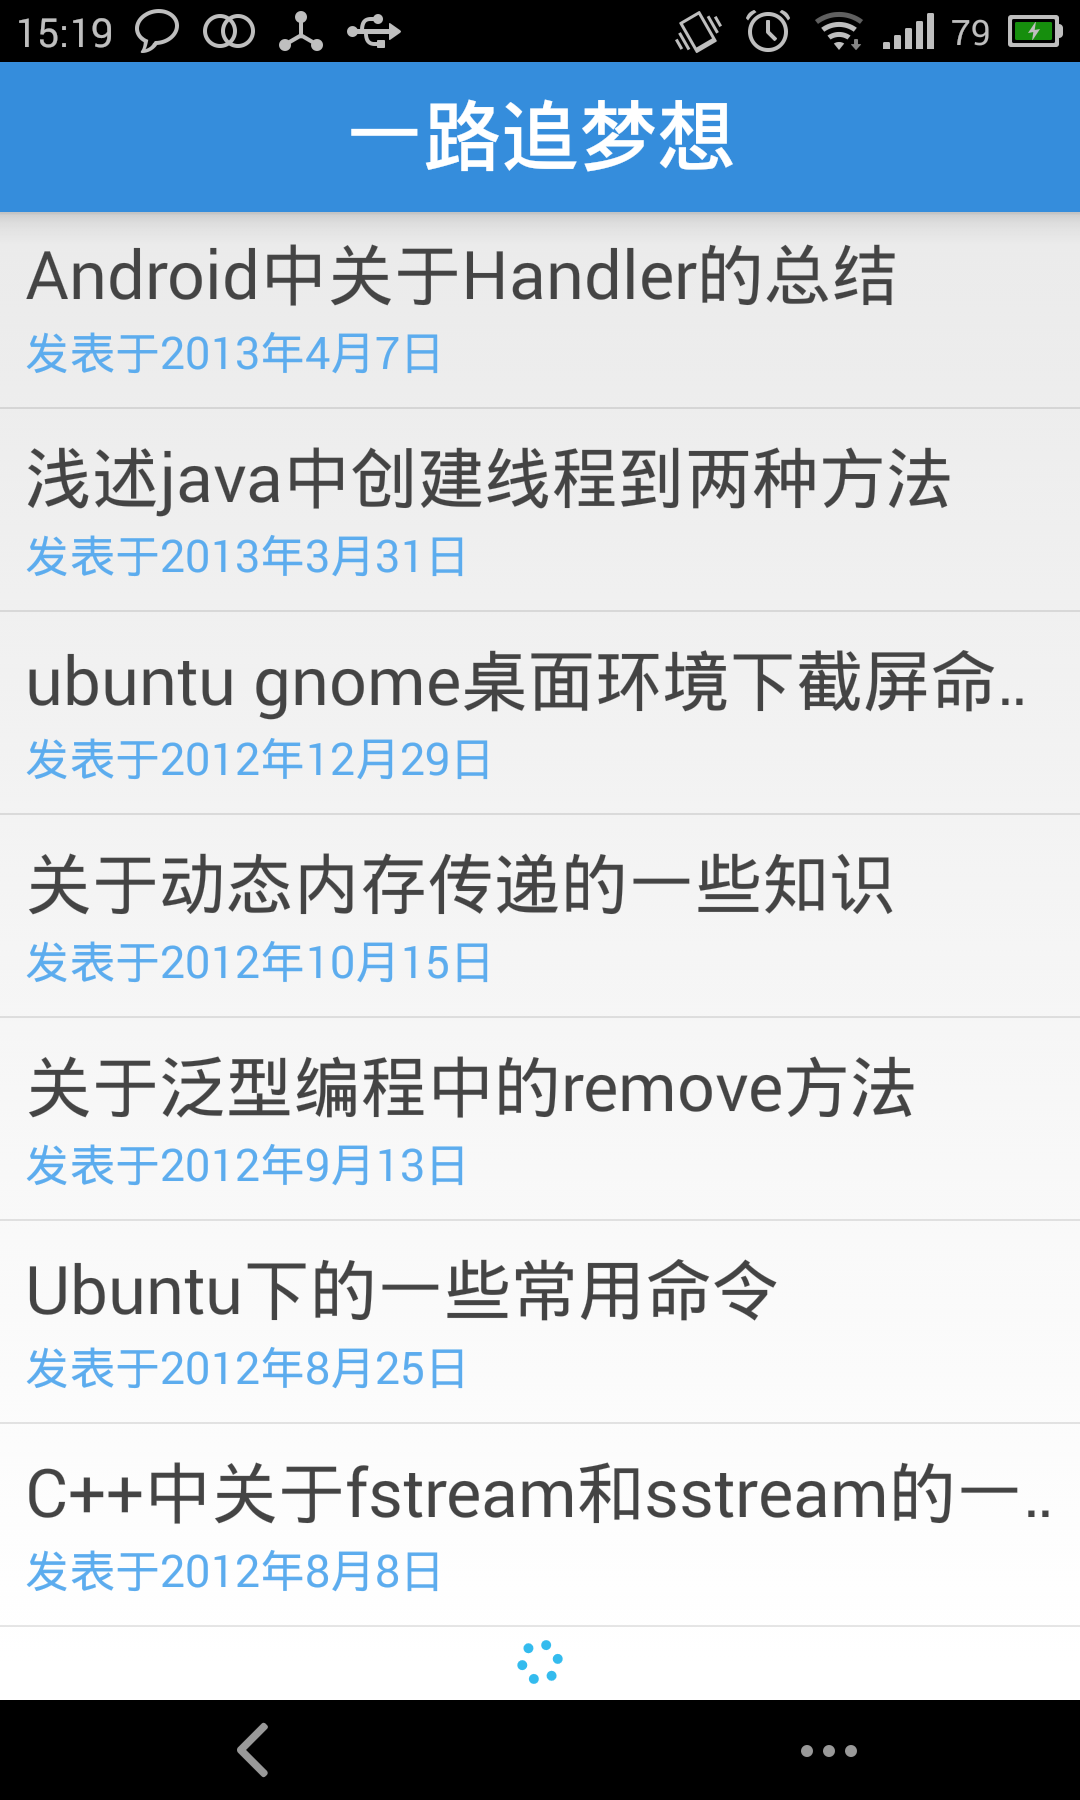 15:19 79
一路追梦想
Android中关于Handler的总结
发表于2013年4月7日
浅述java中创建线程到两种方法
发表于2013年3月31日
ubuntu gnome桌面环境下截屏命..
发表于2012年12月29日
关于动态内存传递的一些知识
发表于2012年10月15日
关于泛型编程中的remove方法
发表于2012年9月13日
Ubuntu下的一些常用命令
发表于2012年8月25日
C++中关于fstream和sstream的一..
发表于2012年8月8日